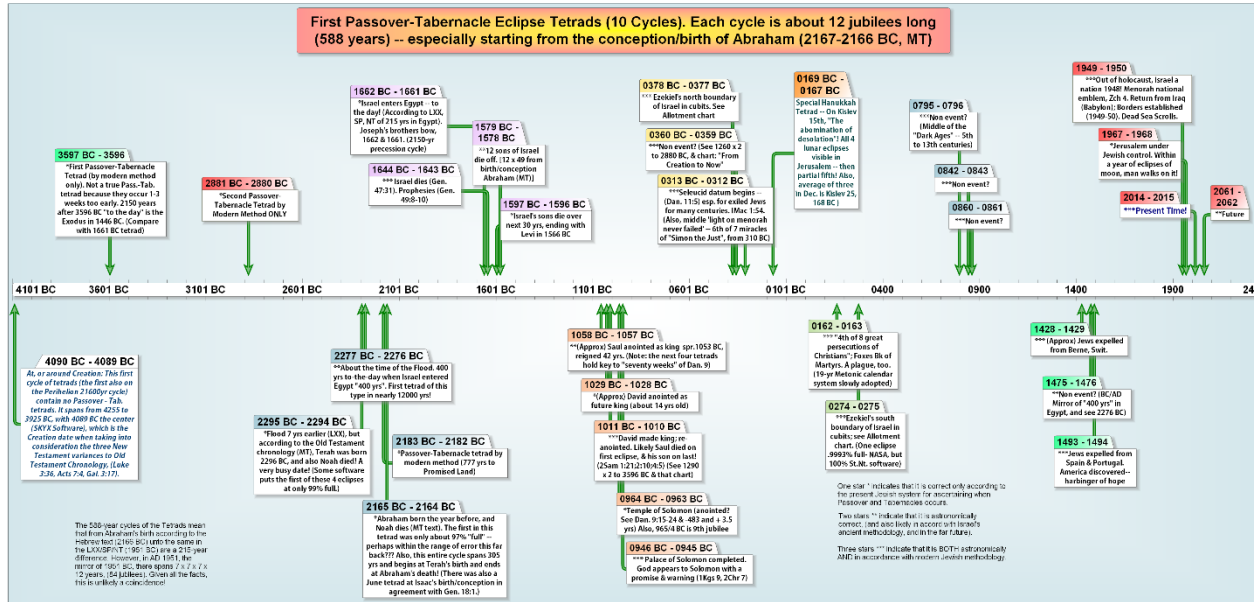 First Passover-Tabernacle Eclipse Tetrads (10 Cycles). Each cycle is about 12 jubilees long
(588 years) -- especially starting from the conception/birth of Abraham (2167-2166 BC, MT)
3597 BC - 3596
*First Passover-Tabernacle
Tetrad (by modern method
only). Not a true Pass.-Tab.
tetrad because they occur 1-3
weeks too early. 2150 years
after 3596 BC "to the day" is the
Exodus in 1446 BC. (Compare
with 1661 BC tetrad)
2881 BC - 2880 BC
*Second Passover-
Tabernacle Tetrad by
Modern Method ONLY
1662 BC - 1661 BC
*Israel enters Egypt -- to
the day! (According to LXX,
SP, NT of 215 yrs in Egypt).
Joseph's brothers bow,
1662 & 1661. (2150-yr
precession cycle)
1644 BC - 1643 BC
***Israel dies (Gen.
47:31). Prophesies (Gen.
49:8-10)
1579 BC -
1578 BC
**12 sons of Israel
die off. (12 x 49 from
birth/conception
Abraham (MT))
1597 BC - 1596 BC
*Israel's sons die over
next 30 yrs, ending with
Levi in 1566 BC
0378 BC - 0377 BC
***Ezekiel's north boundary
of Israel in cubits. See
Allotment chart
0360 BC - 0359 BC
***Non event? (See 1260 x 2
to 2880 BC, & chart: "From
Creation to Now"
0313 BC - 0312 BC
***Seleucid datum begins --
(Dan. 11:5) esp. for exiled Jews
for many centuries. IMac 1:54.
(Also, middle 'light on menorah
never failed' -- 6th of 7 miracles
of "Simon the Just", from 310 BC)
0169 BC -
0167 BC
Special Hanukkah
Tetrad -- On Kislev
15th, "The
abomination of
desolation"! All 4
lunar eclipses
visible in
Jerusalem -- then
partial fifth! Also,
average of three
in Dec. is Kislev 25,
168 BC)
0795 - 0796
*Non event?
(Middle of the
"Dark Ages" -- 5th
to 13th centuries)
0842 - 0843
***Non event?
0860 - 0861
***Non event?
1949 - 1950
***Out of holocaust, Israel a
nation 1948! Menorah national
emblem, Zch 4. Return from Iraq
(Babylon); Borders established
(1949-50). Dead Sea Scrolls.
1967 - 1968
***Jerusalem under
Jewish control. Within a
year of eclipses of
moon, man walks on it!
2014 - 2015
***Present Time!
2061 -
2062
**Future
4101 BC 3601 BC 3101 BC 2601 BC 2101 BC 1601 BC 1101 BC 0601 BC 0101 BC 0400 0900 1400 1900 24
4090 BC - 4089 BC
At, or around Creation: This first
cycle of tetrads (the first also on
the Perihelion 21600yr cycle)
contain no Passover - Tab.
tetrads. It spans from 4255 to
3925 BC, with 4089 BC the center
(SKYX Software), which is the
Creation date when taking into
consideration the three New
Testament variances to
Old Testament Chronology, (Luke
3:36, Acts 7:4, Gal. 3:17).
2277 BC - 2276 BC
**About the time of the Flood. 400
yrs-to-the-day when Israel entered
Egypt "400 yrs". First tetrad of this
type in nearly 12000 yrs!
2295 BC - 2294 BC
*Flood 7 yrs earlier (LXX), but
according to the Old Testament
chronology (MT), Terah was born
2296 BC, and also Noah died! A
very busy date! (Some software
puts the first of these 4 eclipses
at only 99% full.)
2183 BC - 2182 BC
*Passover-Tabernacle tetrad by
modern method (777 yrs to
Promised Land)
2165 BC - 2164 BC
*Abraham born the year before, and
Noah dies (MT text). The first in this
tetrad was only about 97% "full" --
perhaps within the range of error this far
back??? Also, this entire cycle spans 305
yrs and begins at Terah's birth and ends
at Abraham's death! (There was also a
June tetrad at Isaac's birth/conception in
agreement with Gen. 18:1.)
1058 BC - 1057 BC
**(Approx) Saul anointed as king spr.1053 BC,
reigned 42 yrs. (Note: the next four tetrads
hold key to "seventy weeks" of Dan. 9)
1029 BC - 1028 BC
*(Approx) David anointed as
future king (about 14 yrs old)
1011 BC - 1010 BC
***David made king; re-
anointed. Likely Saul died on
first eclipse, & his son on last!
(2Sam 1:21;2:10;4:5) (See 1290
x 2 to 3596 BC & that chart)
0964 BC - 0963 BC
*Temple of Solomon (anointed?
See Dan. 9:15-24 & -483 and + 3.5
yrs) Also, 965/4 BC is 9th jubilee
0946 BC - 0945 BC
***Palace of Solomon completed.
God appears to Solomon with a
promise & warning (1Kgs 9, 2Chr 7)
0162 - 0163
***"4th of 8 great
persecutions of
Christians"; Foxes Bk of
Martyrs. A plague, too.
(19-yr Metonic calendar
system slowly adopted)
0274 - 0275
***Ezekiel's south
boundary of Israel in
cubits; see Allotment
chart. (One eclipse
.9993% full- NASA, but
100% St.Nt. software)
1428 - 1429
***(Approx) Jews expelled
from Berne, Swit.
1475 - 1476
**Non event? (BC/AD
Mirror of "400 yrs" in
Egypt, and see 2276 BC)
1493 - 1494
***Jews expelled from
Spain & Portugal.
America discovered--
harbinger of hope
The 588-year cycles of the Tetrads mean
that from Abraham's birth according to the
Hebrew text (2166 BC) unto the same in
the LXX/SP/NT (1951 BC) are a 215-year
difference. However, in AD 1951, the
mirror of 1951 BC, there spans 7 x 7 x 7 x
12 years, (84 jubilees). Given all the facts,
this is unlikely a coincidence!
One star * indicates that it is correct only according to
the present Jewish system for ascertaining when
Passover and Tabernacles occurs.
Two stars ** indicate that it is astronomically
correct, (and also likely in accord with Israel's
ancient methodology, and in the far future).
Three stars *** indicate that it is BOTH astronomically
AND in accordance with modern Jewish methodology.